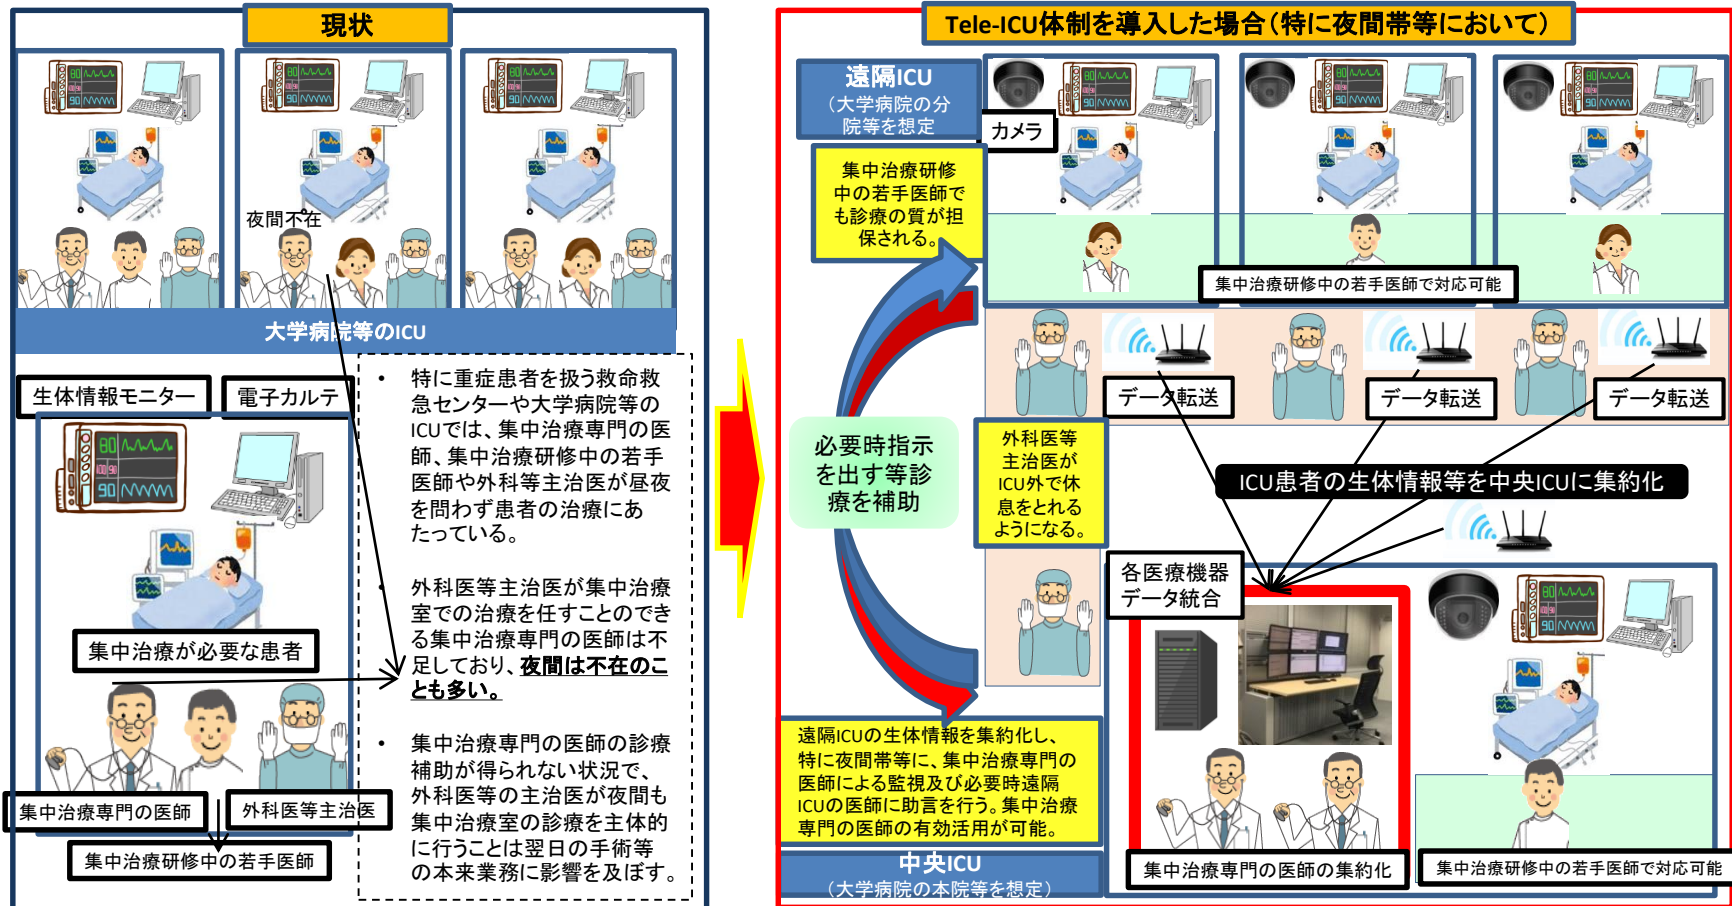 現状
夜間不在
大学病院等のICU
生体情報モニター
電子カルテ
集中治療が必要な患者
集中治療専門の医師
外科医等主治医
集中治療研修中の若手医師
• 特に重症患者を扱う救命救
急センターや大学病院等の
ICUでは、集中治療専門の医
師、集中治療研修中の若手
医師や外科等主治医が昼夜
を問わず患者の治療にあ
たっている。
• 外科医等主治医が集中治療
室での治療を任すことのでき
る集中治療専門の医師は不
足しており、夜間は不在のこ
とも多い。
• 集中治療専門の医師の診療
補助が得られない状況で、
外科医等の主治医が夜間も
集中治療室の診療を主体的
に行うことは翌日の手術等
の本来業務に影響を及ぼす。
Tele-ICU体制を導入した場合（特に夜間帯等において）
遠隔ICU
（大学病院の分
院等を想定
カメラ
集中治療研修
中の若手医師で
も診療の質が担
保される。
集中治療研修中の若手医師で対応可能
データ転送
データ転送
データ転送
必要時指示
を出す等診
療を補助
外科医等
主治医が
ICU外で休
息をとれる
ようになる。
ICU患者の生体情報等を中央ICUに集約化
各医療機器
データ統合
遠隔ICUの生体情報を集約化し、
特に夜間帯等に、集中治療専門の
医師による監視及び必要時遠隔
ICUの医師に助言を行う。集中治療
専門の医師の有効活用が可能。
中央ICU
（大学病院の本院等を想定）
集中治療専門の医師の集約化
集中治療研修中の若手医師で対応可能